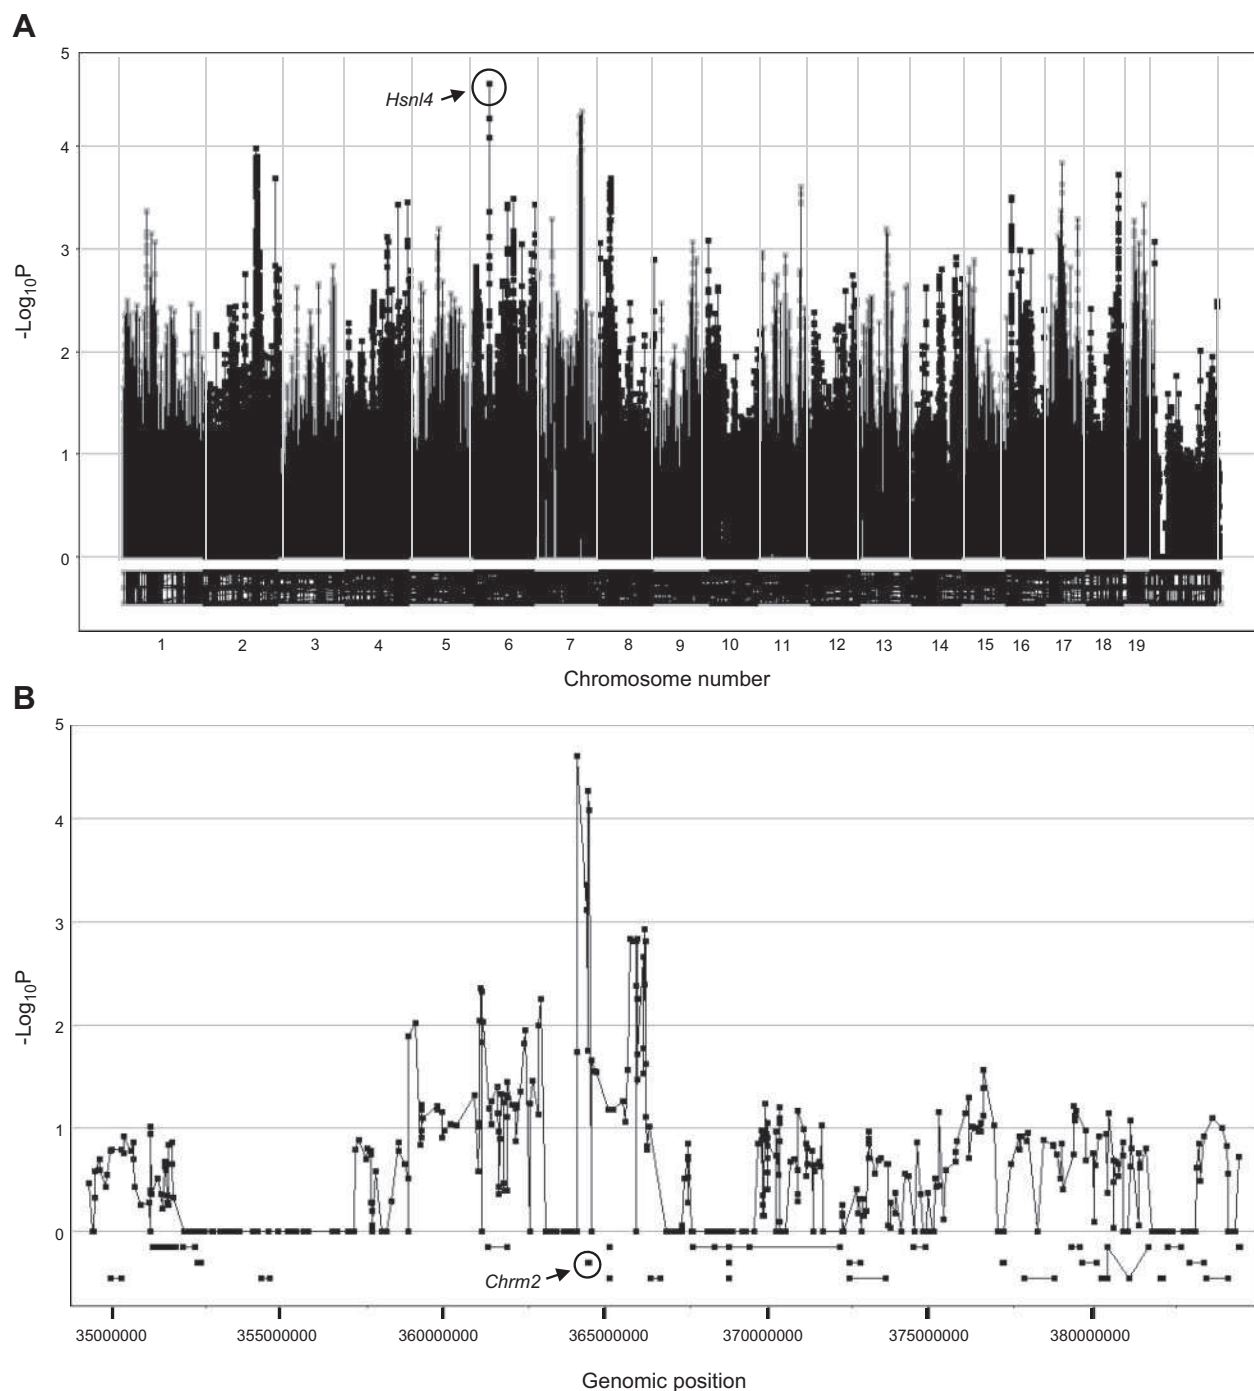 A
5
Hsnl4
4
3
-Log10P
2
1
0
1 2 3 4 5 6 7 8 9 10 11 12 13 14 15 16 17 18 19
Chromosome number
B
5
4
3
-Log10P
2
1
0
Chrm2
35000000 355000000 360000000 365000000 370000000 375000000 380000000
Genomic position